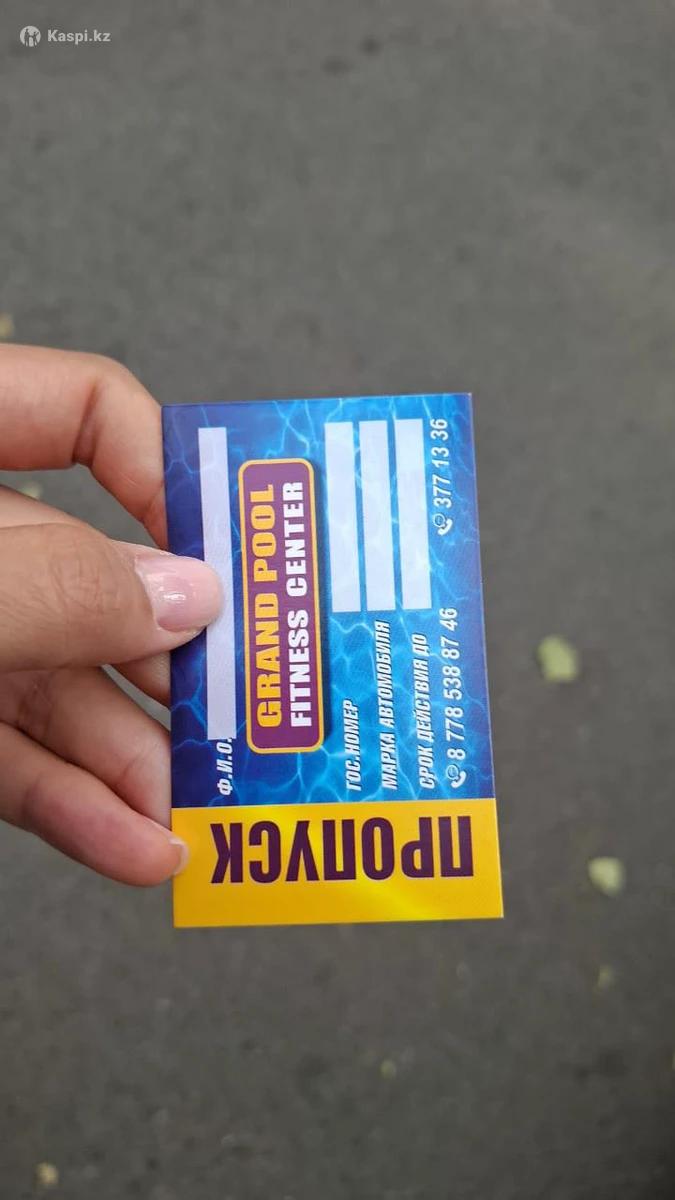 Kaspi.kz
Ф.И.О.
GRAND POOL
FITNESS CENTER
ГОС.НОМЕР
МАРКА АВТОМОБИЛЯ
СРОК ДЕЙСТВИЯ ДО
8 778 538 87 46 377 13 36
ПРОПУСК